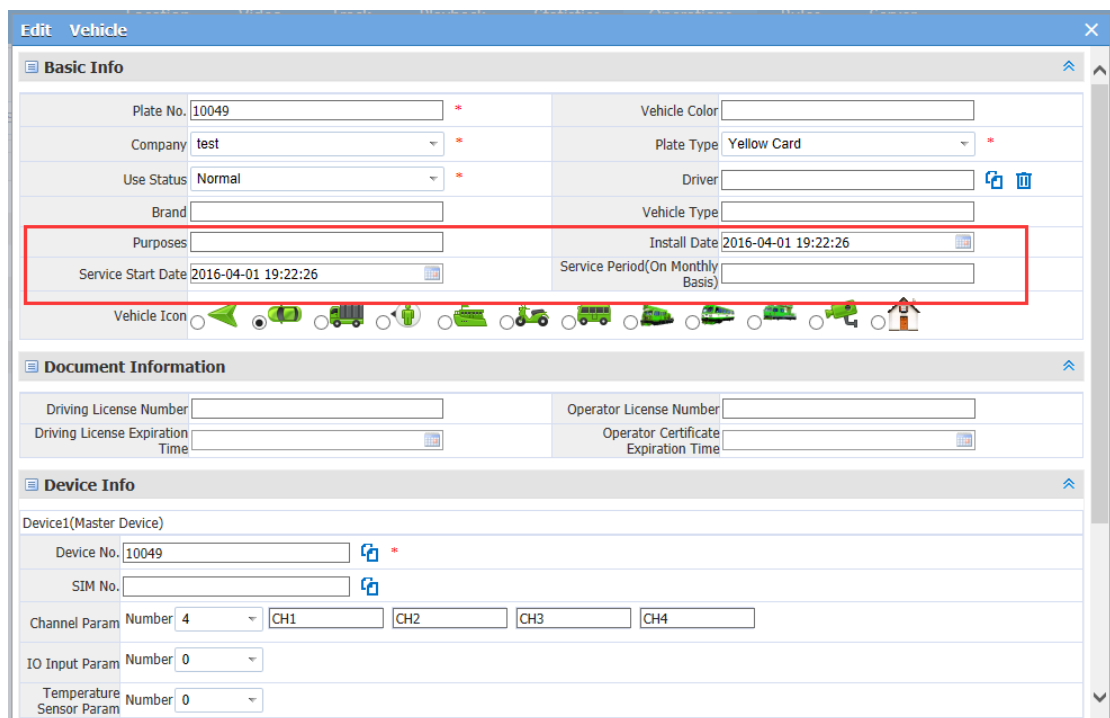 Edit Vehicle
Basic Info
Plate No. 10049 * Vehicle Color
Company test * Plate Type Yellow Card *
Use Status Normal * Driver
Brand Vehicle Type
Purposes Install Date 2016-04-01 19:22:26
Service Start Date 2016-04-01 19:22:26 Service Period(On Monthly
Basis)
Vehicle Icon
Document Information
Driving License Number Operator License Number
Driving License Expiration
Time
Operator Certificate
Expiration Time
Device Info
Device1(Master Device)
Device No. 10049 *
SIM No.
Channel Param Number 4 CH1 CH2 CH3 CH4
IO Input Param Number 0
Temperature
Sensor Param Number 0